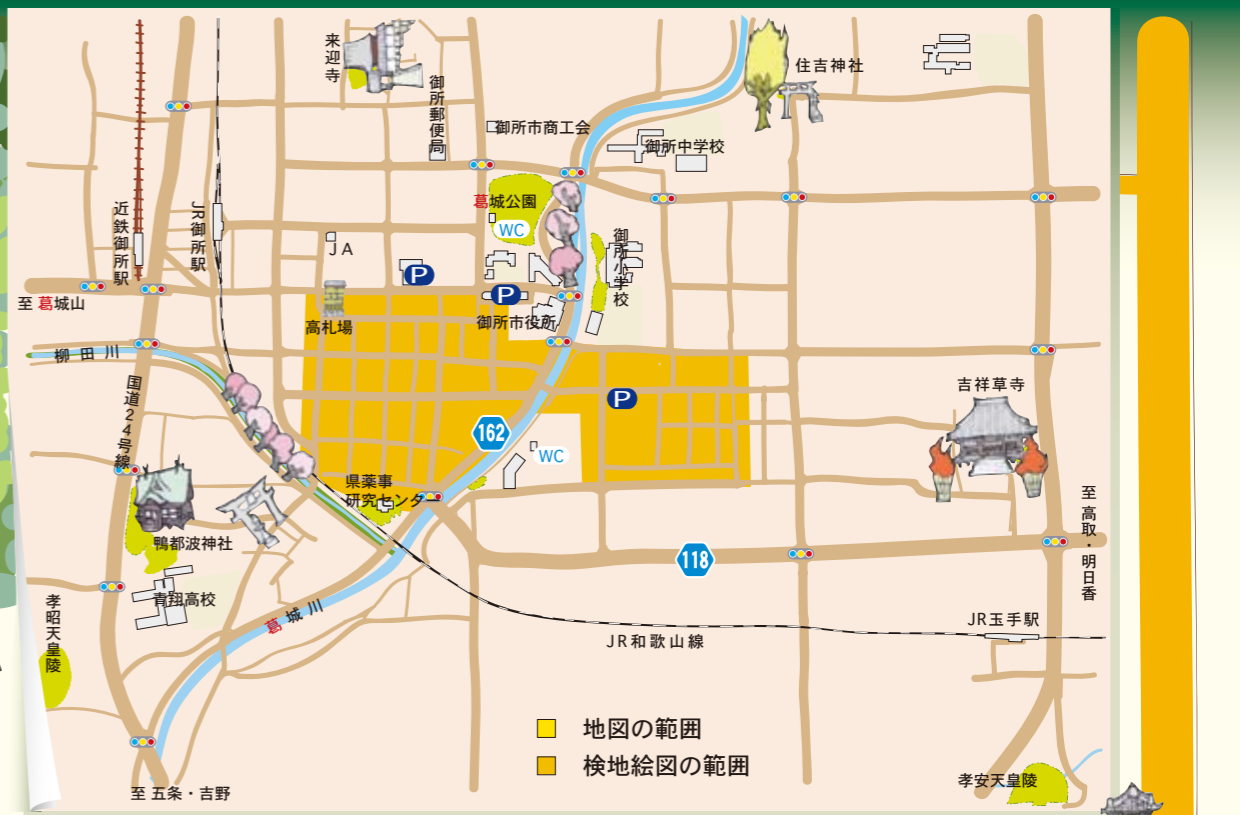 来迎寺
御所郵便局
住吉神社
御所市商工会
御所中学校
葛城公園
WC
近鉄御所駅
JR御所駅
JA
P
P
御所小学校
至 葛城山
高札場
御所市役所
柳田川
国道24号線
P
吉祥草寺
162
WC
県薬事
研究センター
鴨都波神社
118
至 高取・明日香
青翔高校
孝昭天皇陵
葛城川
JR玉手駅
JR和歌山線
地図の範囲
検地絵図の範囲
孝安天皇陵
至 五条・吉野